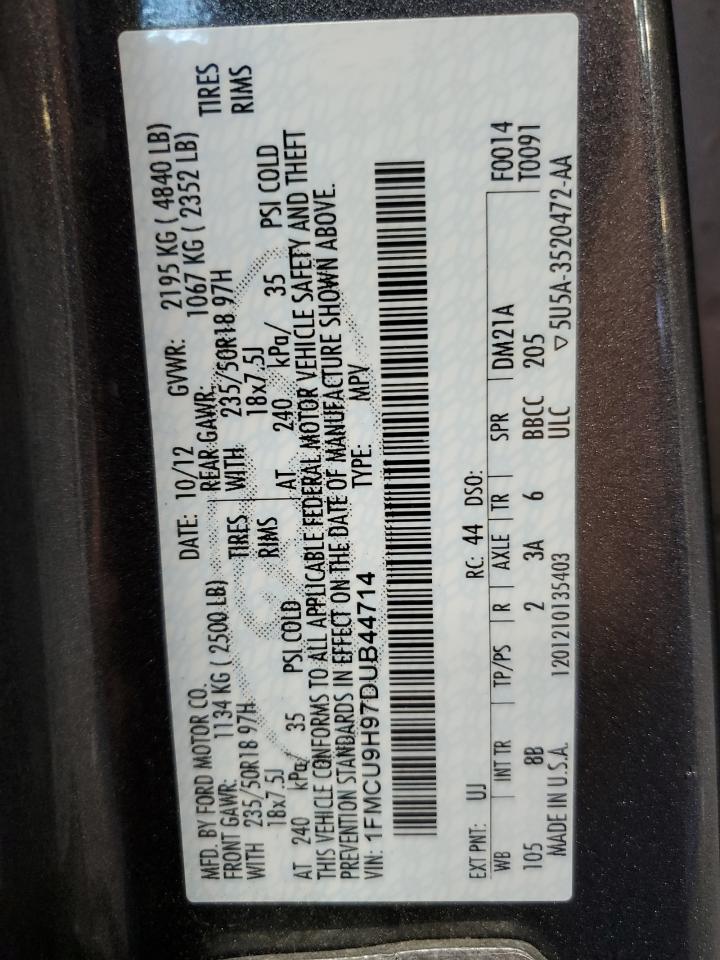 MFD. BY FORD MOTOR CO.
DATE: 10/12 GVWR: 2195 KG ( 4840 LB)
FRONT GAWR: 1134 KG ( 2500 LB)
REAR GAWR: 1067 KG ( 2352 LB)
WITH 235/50R18 97H TIRES
WITH 235/50R18 97H TIRES
18x7.5J RIMS
18x7.5J RIMS
AT 240 kPa/ 35 PSI COLD
AT 240 kPa/ 35 PSI COLD
THIS VEHICLE CONFORMS TO ALL APPLICABLE FEDERAL MOTOR VEHICLE SAFETY AND THEFT
PREVENTION STANDARDS IN EFFECT ON THE DATE OF MANUFACTURE SHOWN ABOVE.
VIN: 1FMCU9H97DUB44714 TYPE: MPV
EXT PNT: UJ RC: 44 DSO: F0014
WB INT TR TP/PS R AXLE TR SPR DM21A T0091
105 8B 2 3A 6 BBCC 205
MADE IN U.S.A. 1201210135403 ULC ▽5U5A-3520472-AA